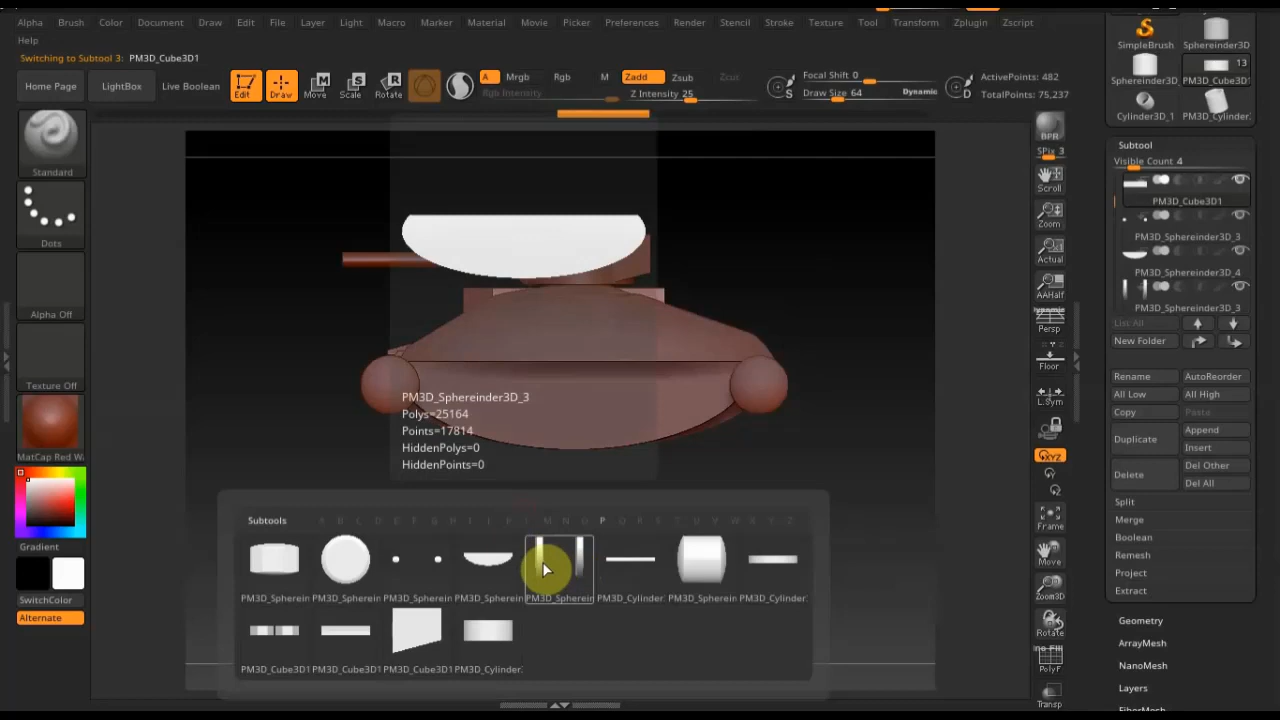 Alpha Brush Color Document Draw Edit File Layer Light Macro Marker Material Movie Picker Preferences Render Stencil Stroke Texture Tool Transform Zplugin Zscript
Help
Switching to Subtool 3: PM3D_Cube3D1
Home Page
LightBox
Live Boolean
Edit
Draw
Move
Scale
Rotate
A
Mrgb
Rgb
M
Rgb Intensity
Zadd
Zsub
Zcut
Z Intensity 25
S
Focal Shift 0
Draw Size 64
Dynamic
D
ActivePoints: 482
TotalPoints: 75,237
Standard
Dots
Alpha Off
Texture Off
MatCap Red W
Gradient
SwitchColor
Alternate
PM3D_Sphereinder3D_3
Polys=25164
Points=17814
HiddenPolys=0
HiddenPoints=0
Subtools
PM3D_Spherein PM3D_Spherein PM3D_Spherein PM3D_Spherein PM3D_Spherein PM3D_Cylinder PM3D_Spherein PM3D_Cylinder
PM3D_Cube3D1 PM3D_Cube3D1 PM3D_Cube3D1 PM3D_Cylinder
BPR
SPix 3
Scroll
Zoom
Actual
AAHalf
Dynamic
Persp
Floor
L.Sym
XYZ
Y
Z
Frame
Move
Zoom3D
Rotate
PolyF
Transp
SimpleBrush Sphereinder3D
13
Sphereinder3D PM3D_Cube3D1
Cylinder3D_1 PM3D_Cylinder
Subtool
Visible Count 4
PM3D_Cube3D1
PM3D_Sphereinder3D_3
PM3D_Sphereinder3D_4
PM3D_Sphereinder3D_3
List All
New Folder
Rename AutoReorder
All Low All High
Copy Paste
Duplicate
Append
Insert
Delete
Del Other
Del All
Split
Merge
Boolean
Remesh
Project
Extract
Geometry
ArrayMesh
NanoMesh
Layers
FiberMesh